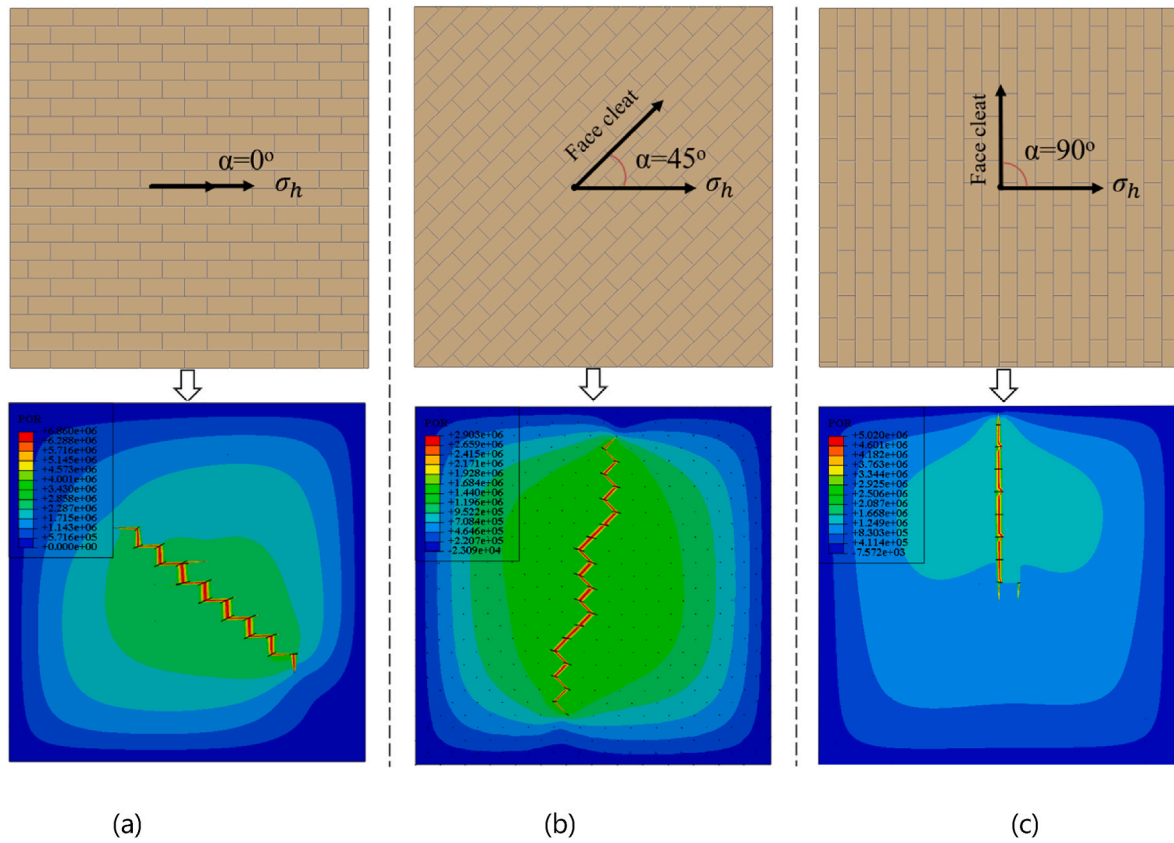 α=0°
σh
Face cleat
α=45°
σh
Face cleat
α=90°
σh
POR
+6.860e+06
+6.288e+06
+5.716e+06
+5.145e+06
+4.573e+06
+4.001e+06
+3.430e+06
+2.858e+06
+2.287e+06
+1.715e+06
+1.143e+06
+5.716e+05
+0.000e+00
POR
+2.903e+06
+2.659e+06
+2.415e+06
+2.171e+06
+1.928e+06
+1.684e+06
+1.440e+06
+1.196e+06
+9.522e+05
+7.084e+05
+4.646e+05
+2.207e+05
-2.309e+04
POR
+5.020e+06
+4.601e+06
+4.182e+06
+3.763e+06
+3.344e+06
+2.925e+06
+2.506e+06
+2.087e+06
+1.668e+06
+1.249e+06
+8.303e+05
+4.114e+05
-7.572e+03
(a)
(b)
(c)